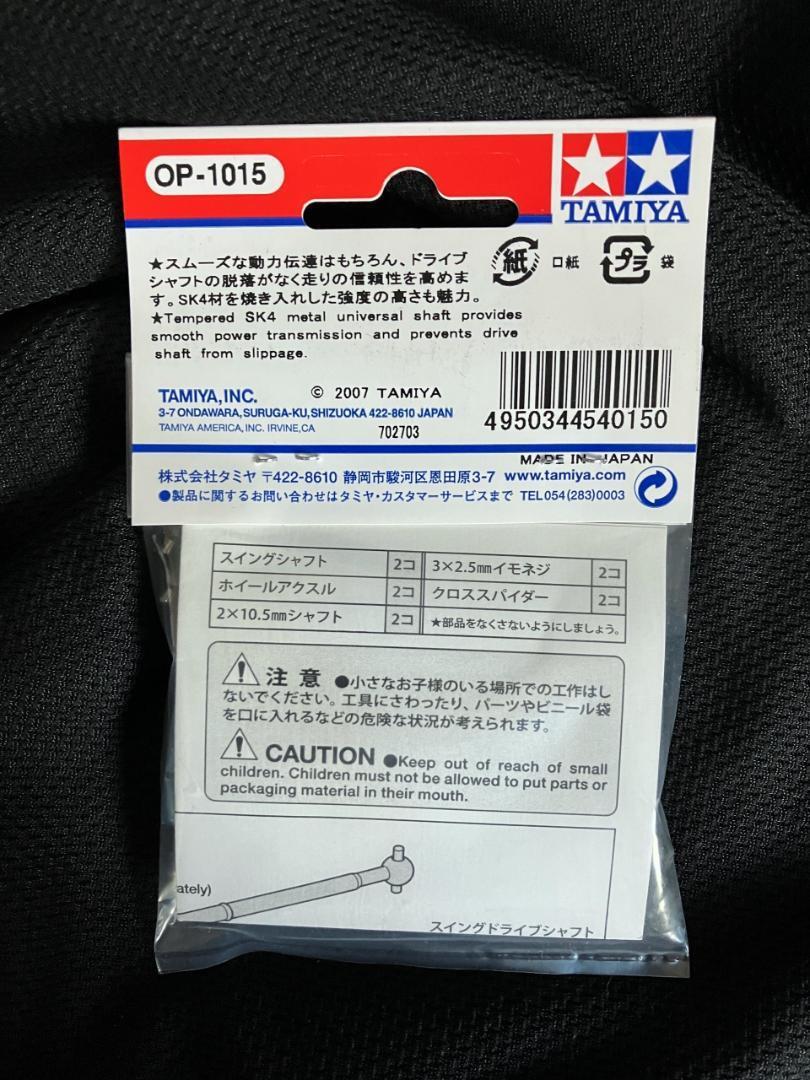 OP-1015
TAMIYA
★スムーズな動力伝達はもちろん、ドライブ
シャフトの脱落がなく走りの信頼性を高めま
す。SK4材を焼き入れした強度の高さも魅力。
★Tempered SK4 metal universal shaft provides
smooth power transmission and prevents drive
shaft from slippage.
紙 口紙 プラ 袋
TAMIYA,INC. © 2007 TAMIYA
3-7 ONDAWARA, SURUGA-KU, SHIZUOKA 422-8610 JAPAN
TAMIYA AMERICA, INC. IRVINE, CA 702703
4950344540150
MADE IN JAPAN
株式会社タミヤ 〒422-8610 静岡市駿河区恩田原3-7 www.tamiya.com
●製品に関するお問い合わせはタミヤ・カスタマーサービスまで TEL054(283)0003
スイングシャフト 2コ 3×2.5mmイモネジ 2コ
ホイールアクスル 2コ クロススパイダー 2コ
2×10.5mmシャフト 2コ ★部品をなくさないようにしましょう。
注意 ●小さなお子様のいる場所での工作はし
ないでください。工具にさわったり、パーツやビニール袋
を口に入れるなどの危険な状況が考えられます。
CAUTION ●Keep out of reach of small
children. Children must not be allowed to put parts or
packaging material in their mouth.
ately)
スイングドライブシャフト